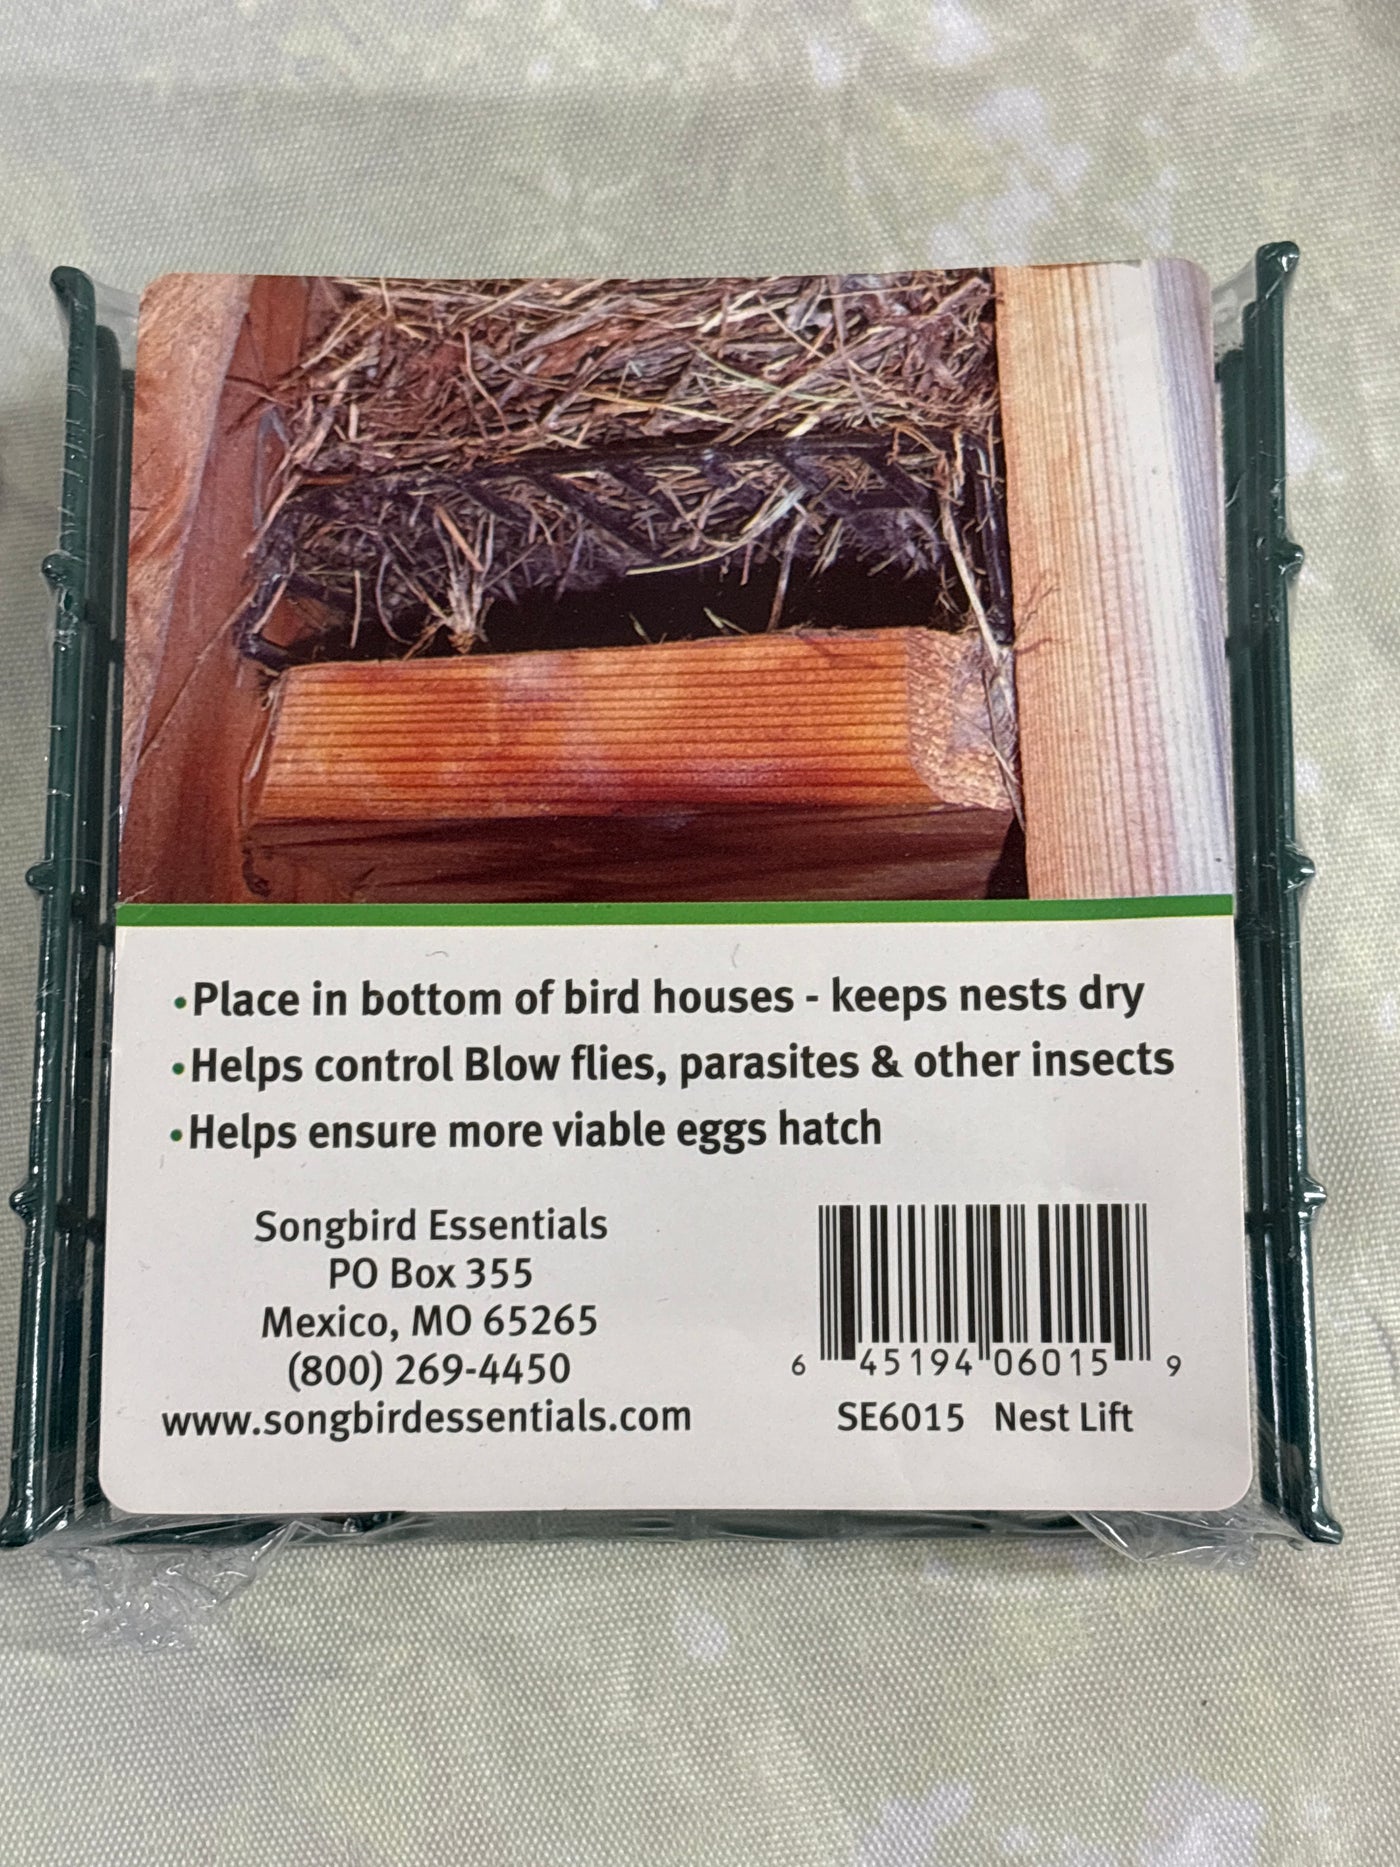 •Place in bottom of bird houses - keeps nests dry
•Helps control Blow flies, parasites & other insects
•Helps ensure more viable eggs hatch
Songbird Essentials
PO Box 355
Mexico, MO 65265
(800) 269-4450
www.songbirdessentials.com
6 45194 06015 9
SE6015 Nest Lift